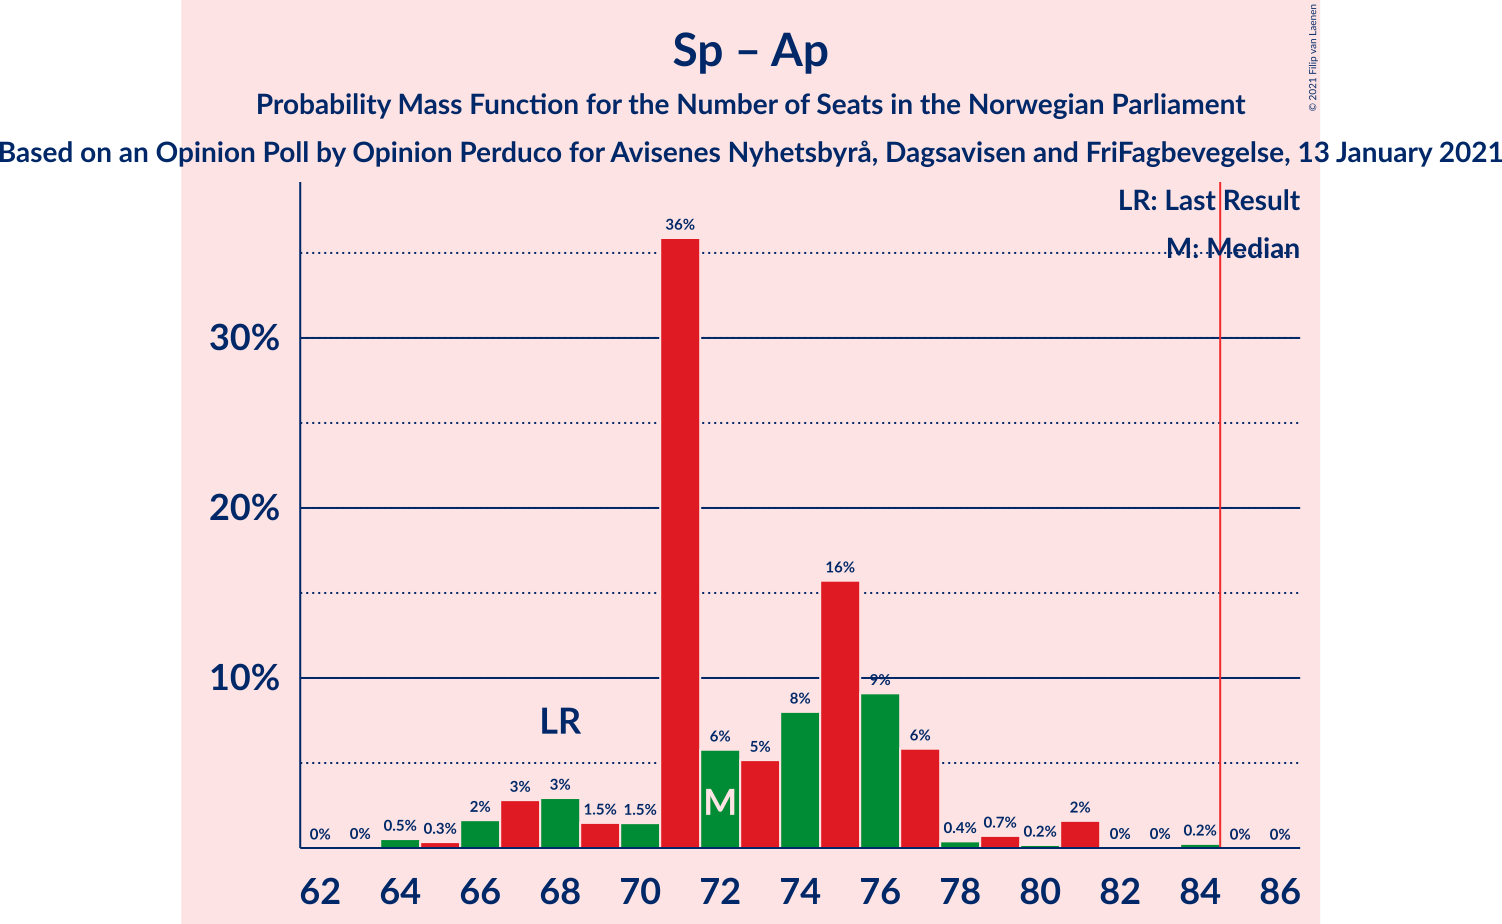 Sp – Ap
© 2021 Filip van Laenen
Probability Mass Function for the Number of Seats in the Norwegian Parliament
Based on an Opinion Poll by Opinion Perduco for Avisenes Nyhetsbyrå, Dagsavisen and FriFagbevegelse, 13 January 2021
LR: Last Result
M: Median
36%
30%
20%
16%
10%
9%
8%
LR
6% 5% 6%
3% 3%
2% 1.5% 1.5% M 2%
0% 0% 0.5% 0.3% 0.4% 0.7% 0.2% 0% 0% 0.2% 0% 0%
62 64 66 68 70 72 74 76 78 80 82 84 86